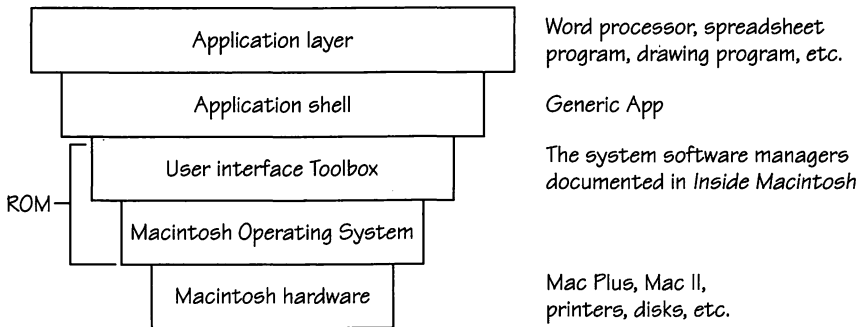 Application layer
Word processor, spreadsheet
program, drawing program, etc.
Application shell
Generic App
User interface Toolbox
The system software managers
documented in Inside Macintosh
ROM
Macintosh Operating System
Macintosh hardware
Mac Plus, Mac II,
printers, disks, etc.